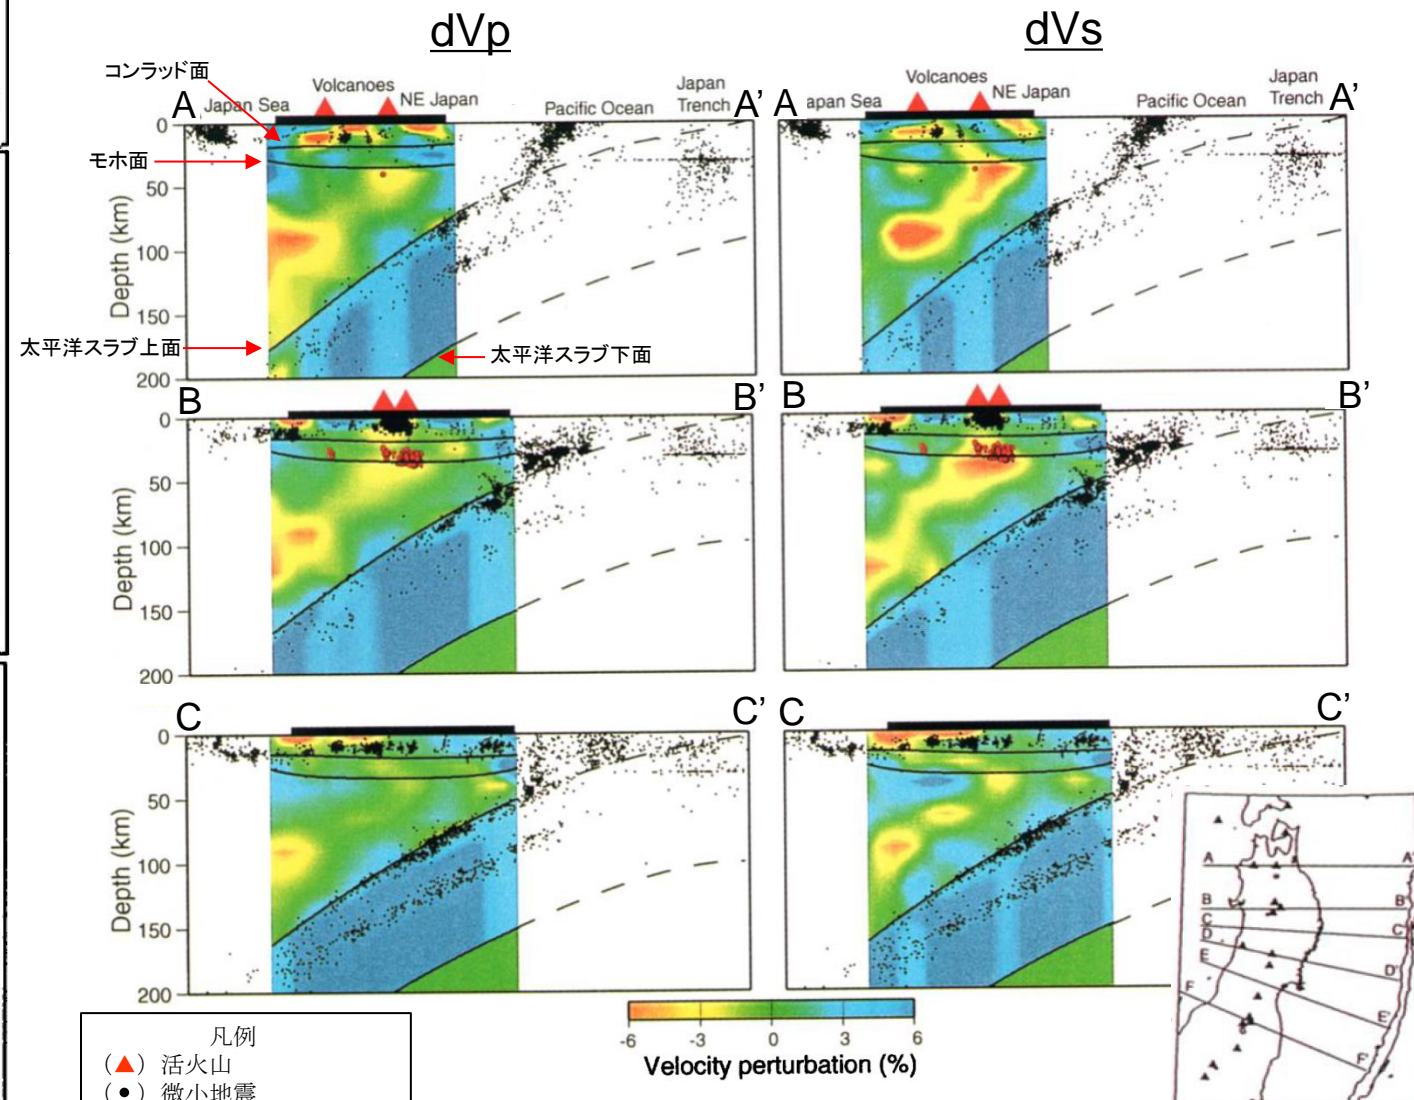 dVp
dVs
コンラッド面
Volcanoes
A
Japan Sea
NE Japan
Pacific Ocean
Japan
Trench
A’
A
apan Sea
Volcanoes
NE Japan
Pacific Ocean
Japan
Trench
A’
モホ面
太平洋スラブ上面
太平洋スラブ下面
0
50
100
150
200
Depth (km)
B
B’
B
B’
0
50
100
150
200
Depth (km)
C
C’
C
C’
0
50
100
150
200
Depth (km)
-6
-3
0
3
6
Velocity perturbation (%)
凡例
(▲) 活火山
(•) 微小地震
A
A'
B
B'
C
C'
D
D'
E
E'
F
F'